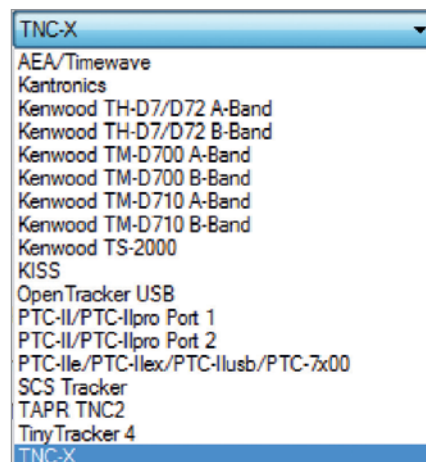 TNC-X
AEA/Timewave
Kantronics
Kenwood TH-D7/D72 A-Band
Kenwood TH-D7/D72 B-Band
Kenwood TM-D700 A-Band
Kenwood TM-D700 B-Band
Kenwood TM-D710 A-Band
Kenwood TM-D710 B-Band
Kenwood TS-2000
KISS
OpenTracker USB
PTC-II/PTC-IIpro Port 1
PTC-II/PTC-IIpro Port 2
PTC-IIe/PTC-IIex/PTC-IIusb/PTC-7x00
SCS Tracker
TAPR TNC2
TinyTracker 4
TNC-X